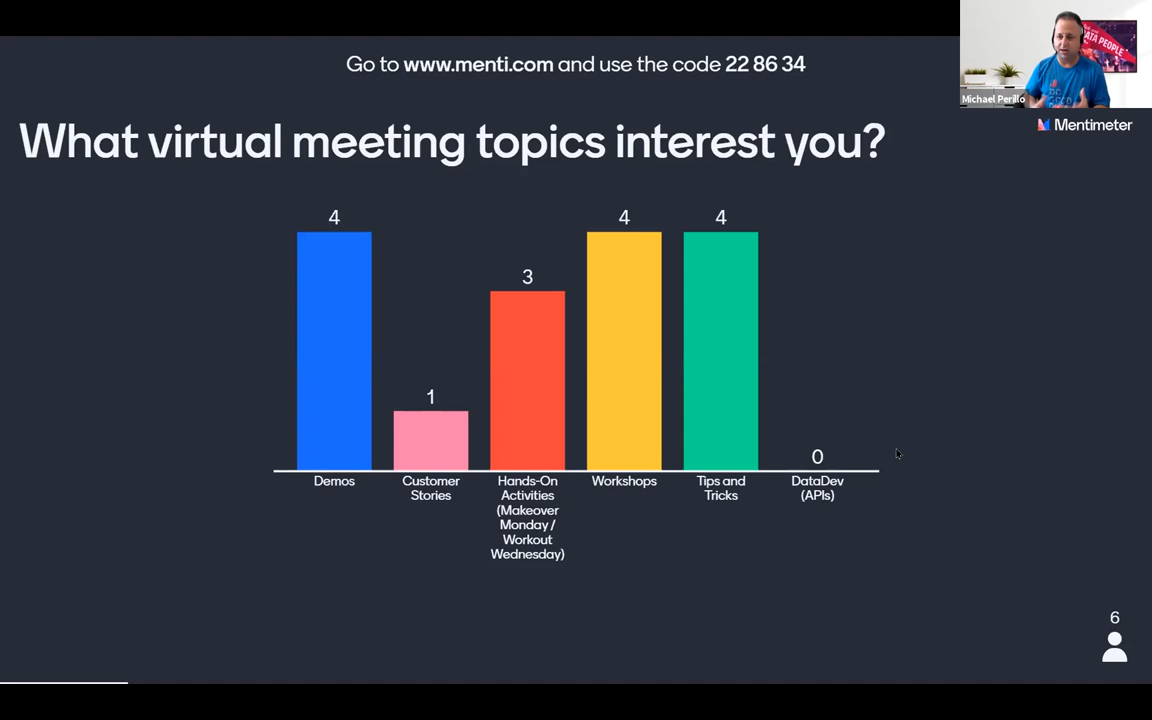 Go to www.menti.com and use the code 22 86 34
DATA PEOPLE
Michael Perillo
Mentimeter
What virtual meeting topics interest you?
4
1
3
4
4
0
Demos
Customer
Stories
Hands-On
Activities
(Makeover
Monday /
Workout
Wednesday)
Workshops
Tips and
Tricks
DataDev
(APIs)
6